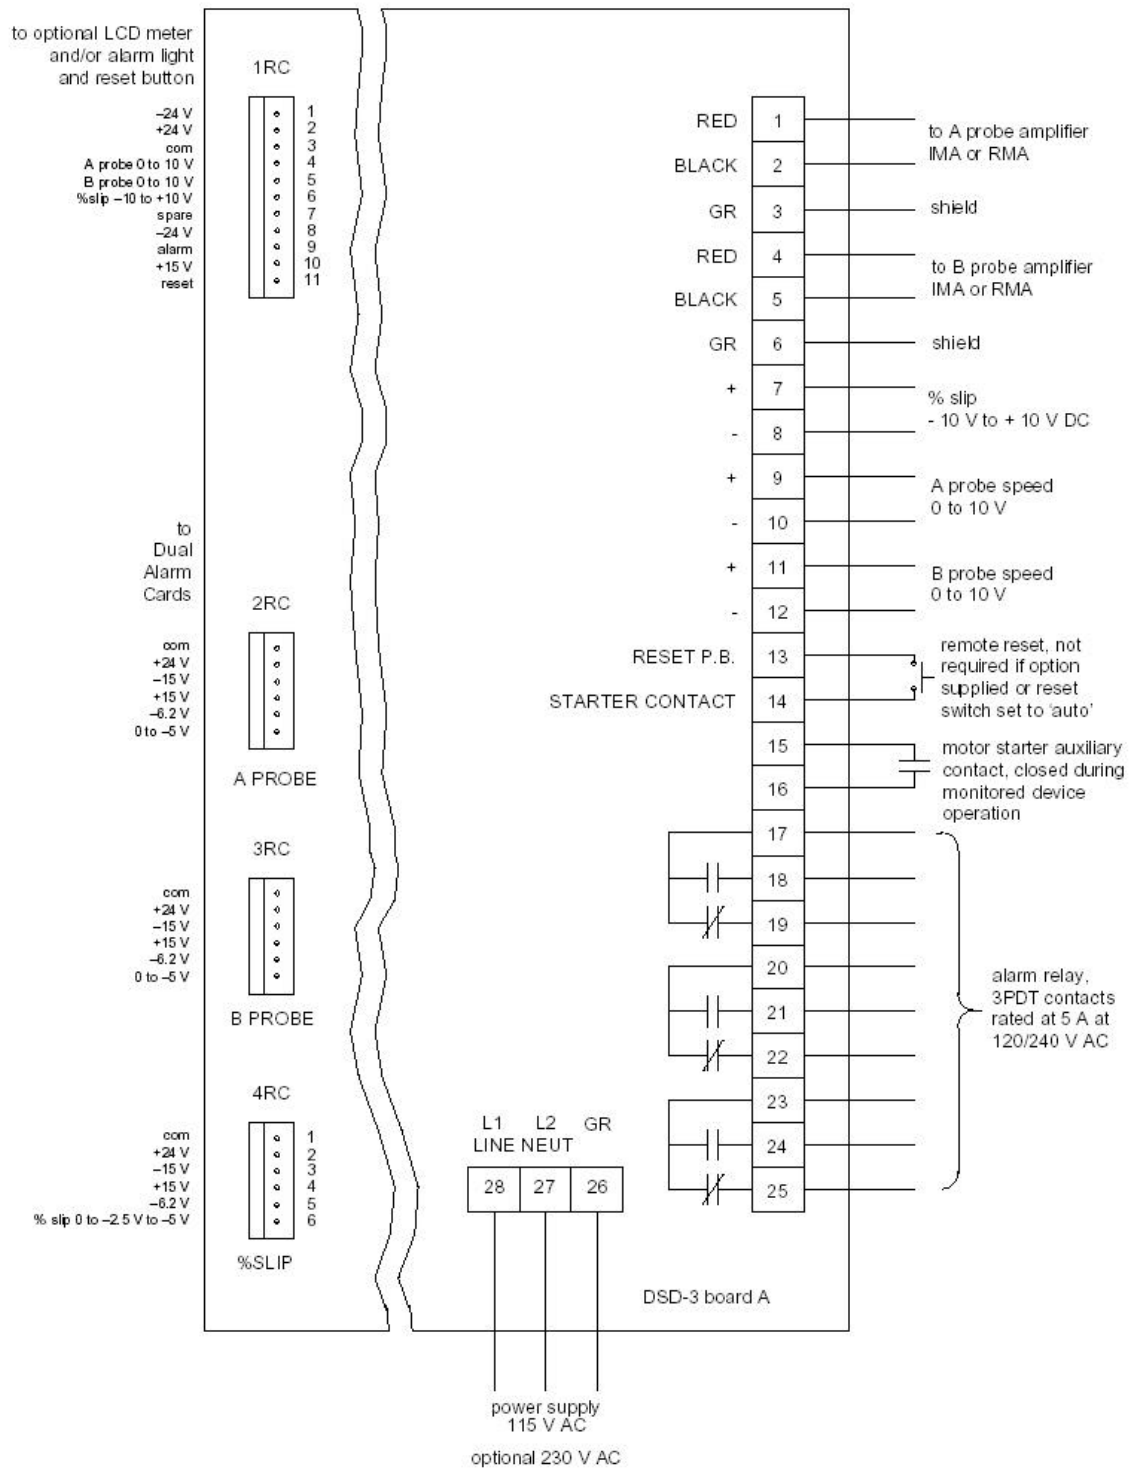 to optional LCD meter
and/or alarm light
and reset button
1RC
–24 V 1
+24 V 2
com 3
A probe 0 to 10 V 4
B probe 0 to 10 V 5
%slip –10 to +10 V 6
spare 7
–24 V 8
alarm 9
+15 V 10
reset 11
to
Dual
Alarm
Cards
2RC
com
+24 V
–15 V
+15 V
–6.2 V
0 to –5 V
A PROBE
3RC
com
+24 V
–15 V
+15 V
–6.2 V
0 to –5 V
B PROBE
4RC
com 1
+24 V 2
–15 V 3
+15 V 4
–6.2 V 5
% slip 0 to –2.5 V to –5 V 6
%SLIP
RED 1
BLACK 2
to A probe amplifier
IMA or RMA
GR 3 shield
RED 4
BLACK 5
to B probe amplifier
IMA or RMA
GR 6 shield
+ 7
- 8
% slip
- 10 V to + 10 V DC
+ 9
- 10
A probe speed
0 to 10 V
+ 11
- 12
B probe speed
0 to 10 V
RESET P.B. 13
STARTER CONTACT 14
remote reset, not
required if option
supplied or reset
switch set to ‘auto’
15
16
motor starter auxiliary
contact, closed during
monitored device
operation
17
18
19
20
21
22
23
24
25
alarm relay,
3PDT contacts
rated at 5 A at
120/240 V AC
L1 L2 GR
LINE NEUT
28 27 26
DSD-3 board A
power supply
115 V AC
optional 230 V AC